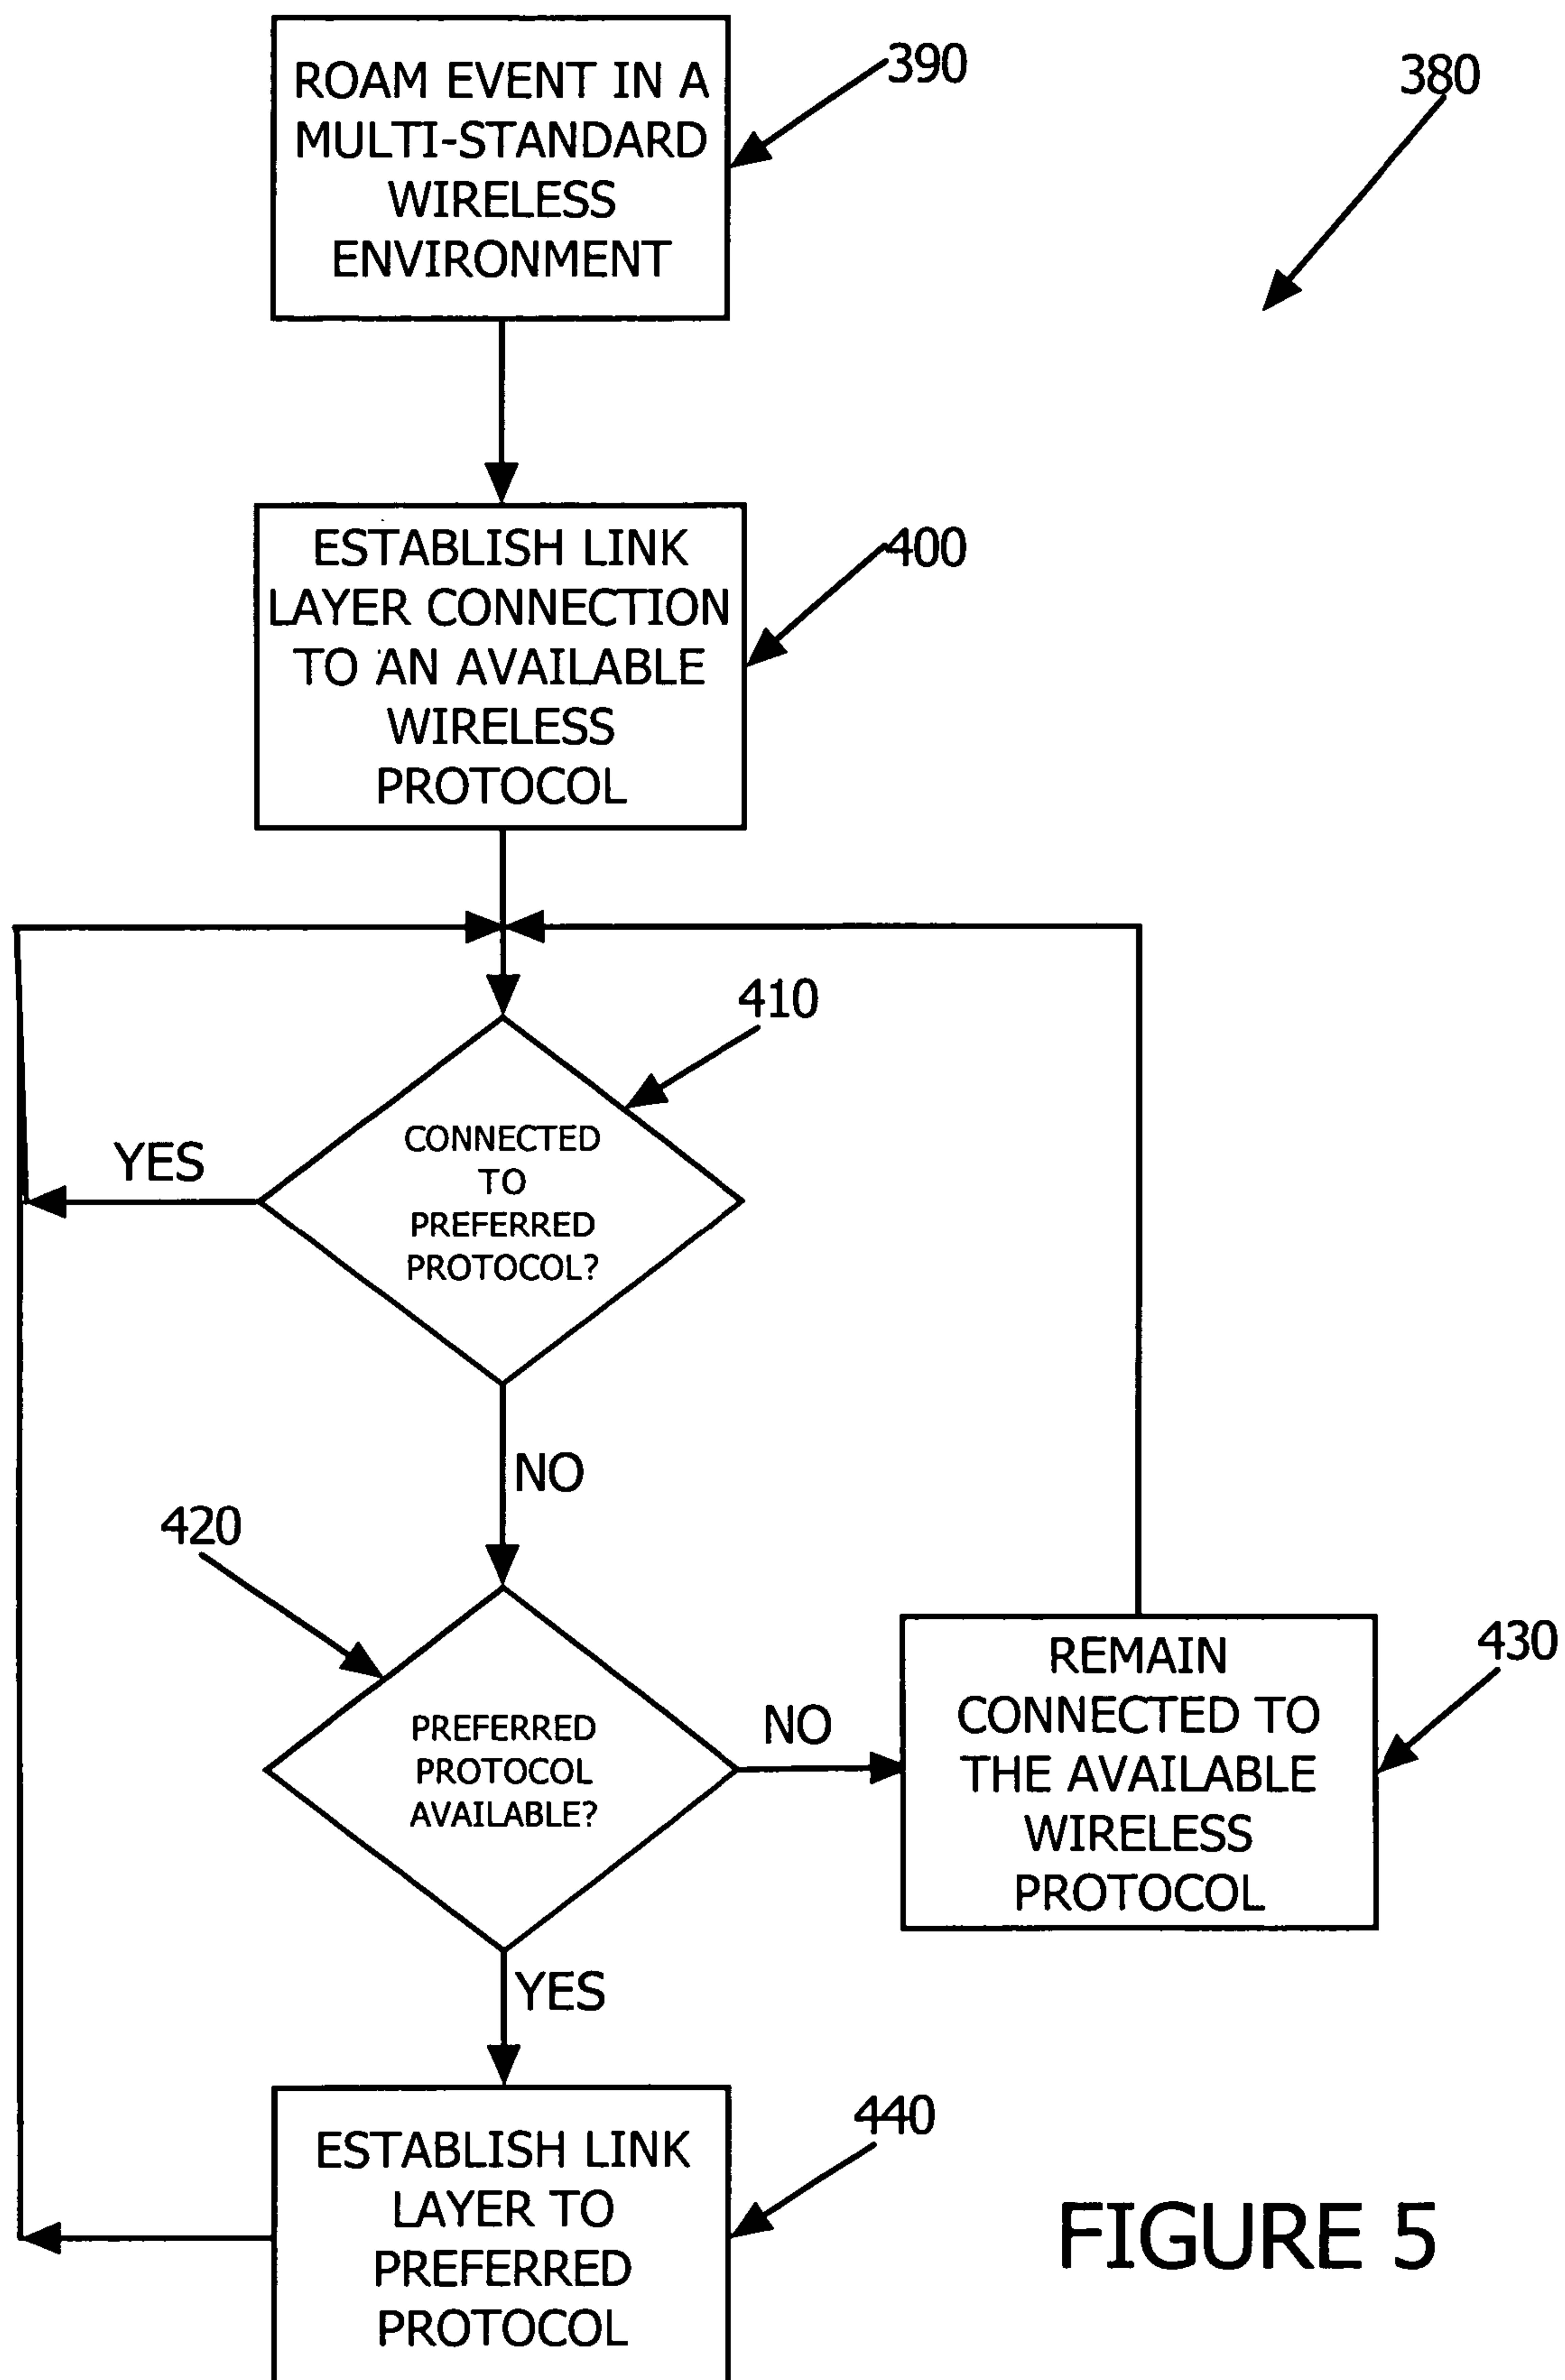 ROAM EVENT IN A
MULTI-STANDARD
WIRELESS
ENVIRONMENT
390
380
ESTABLISH LINK
LAYER CONNECTION
TO AN AVAILABLE
WIRELESS
PROTOCOL
400
410
CONNECTED
TO
PREFERRED
PROTOCOL?
YES
NO
420
PREFERRED
PROTOCOL
AVAILABLE?
NO
REMAIN
CONNECTED TO
THE AVAILABLE
WIRELESS
PROTOCOL
430
YES
ESTABLISH LINK
LAYER TO
PREFERRED
PROTOCOL
440
FIGURE 5